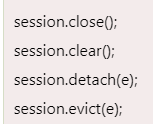 session.close();
session.clear();
session.detach(e);
session.evict(e);